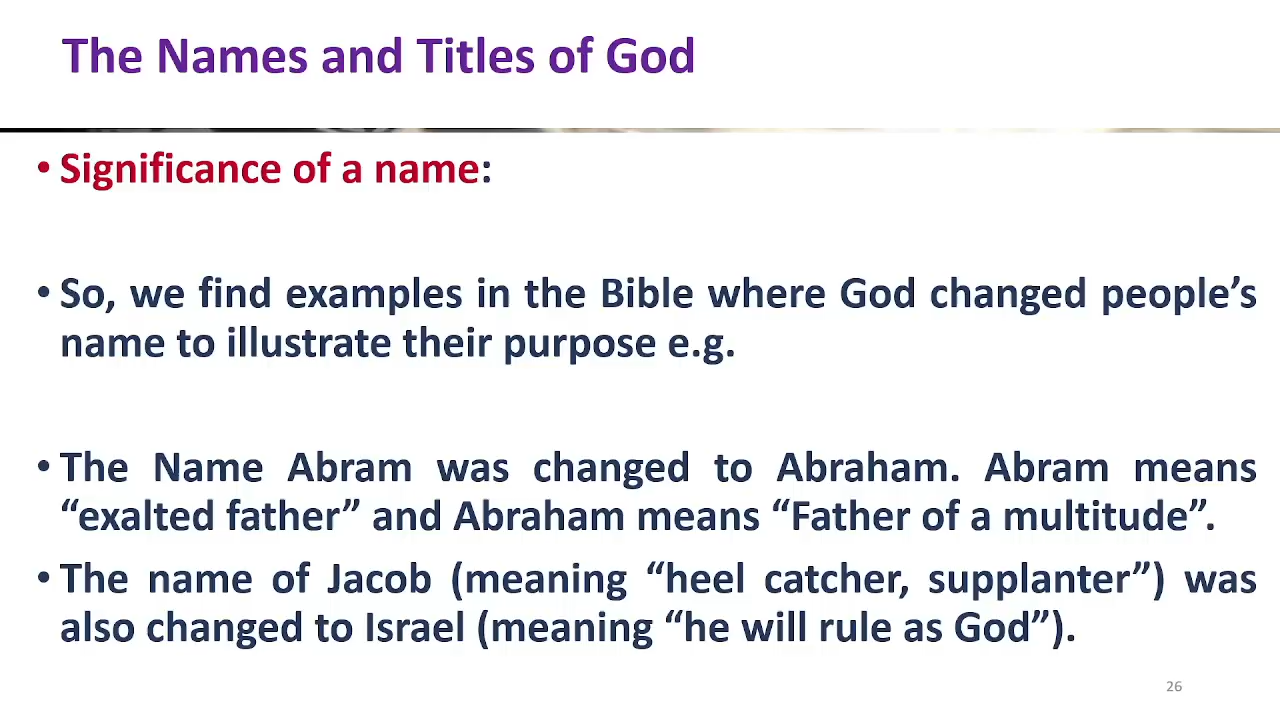 The Names and Titles of God
• Significance of a name:
• So, we find examples in the Bible where God changed people’s
name to illustrate their purpose e.g.
• The Name Abram was changed to Abraham. Abram means
“exalted father” and Abraham means “Father of a multitude”.
• The name of Jacob (meaning “heel catcher, supplanter”) was
also changed to Israel (meaning “he will rule as God”).
26